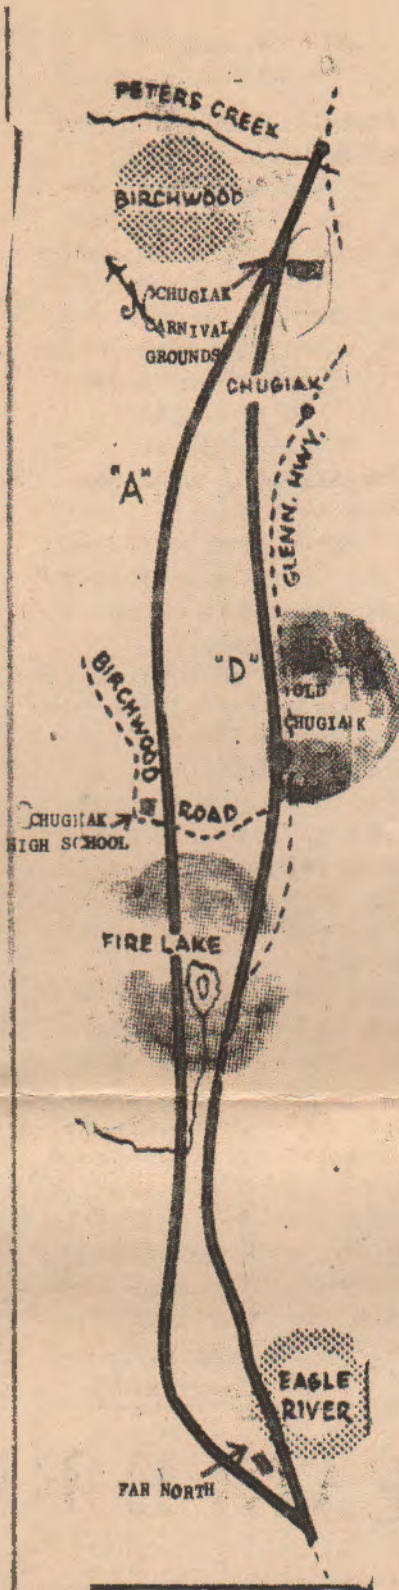 PETERS CREEK
BIRCHWOOD
CHUGIAK
CARNIVAL
GROUNDS
CHUGIAK
"A"
GLENN. HWY.
BIRCHWOOD
"D"
OLD
CHUGIAK
ROAD
CHUGIAK
HIGH SCHOOL
FIRE LAKE
EAGLE
RIVER
FAR NORTH